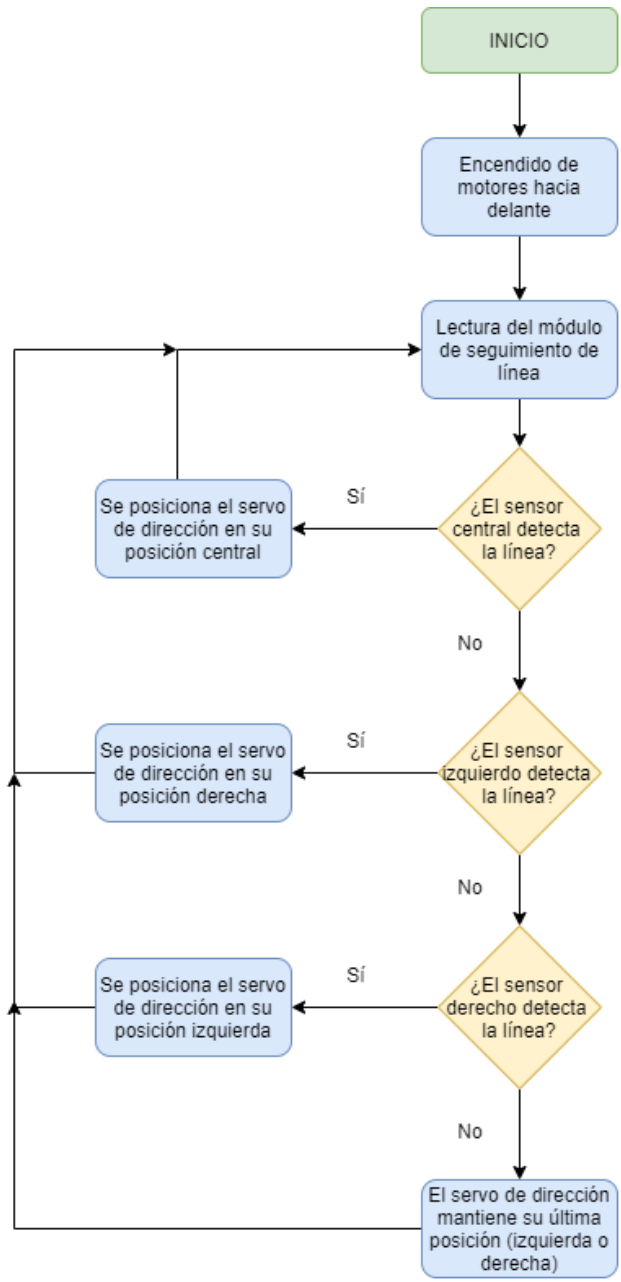 INICIO
Encendido de
motores hacia
delante
Lectura del módulo
de seguimiento de
línea
¿El sensor
central detecta
la línea?
Sí
Se posiciona el servo
de dirección en su
posición central
No
¿El sensor
izquierdo detecta
la línea?
Sí
Se posiciona el servo
de dirección en su
posición derecha
No
¿El sensor
derecho detecta
la línea?
Sí
Se posiciona el servo
de dirección en su
posición izquierda
No
El servo de dirección
mantiene su última
posición (izquierda o
derecha)